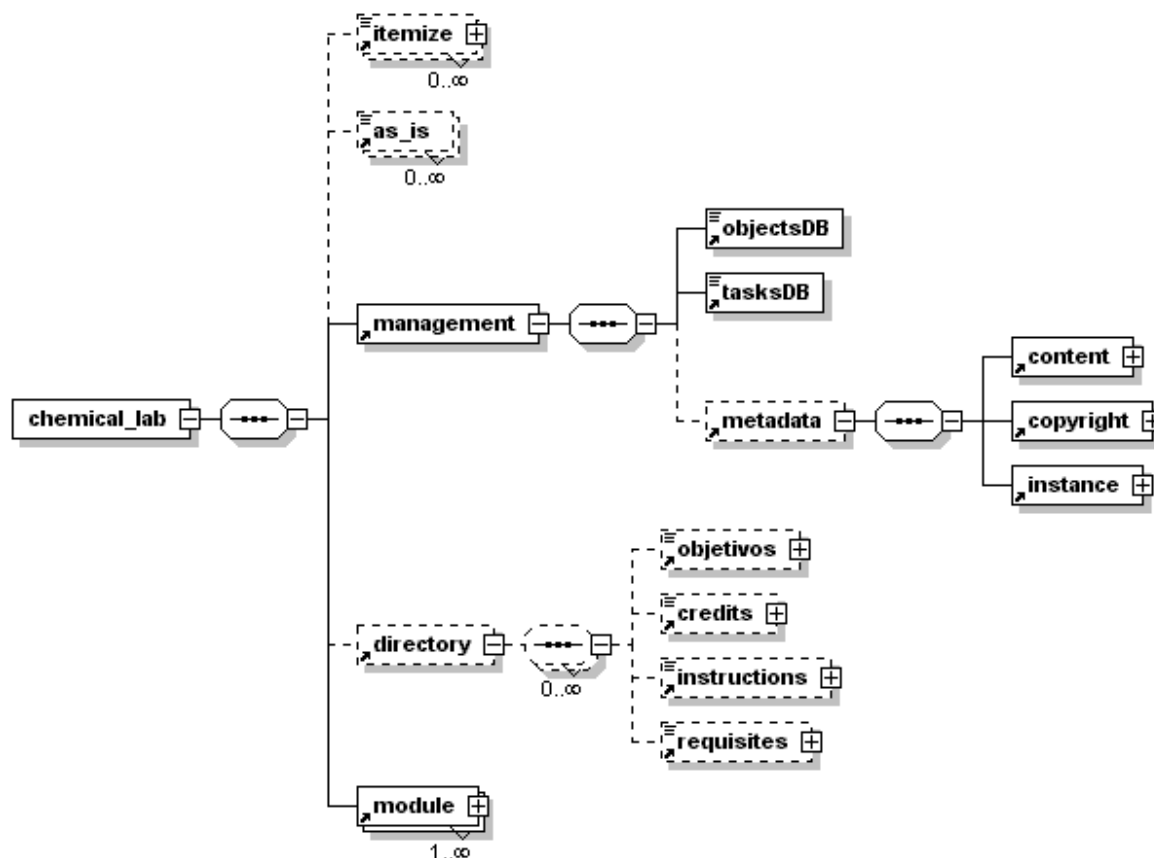 itemize
0..∞
as_is
0..∞
objectsDB
tasksDB
management
content
chemical_lab
metadata
copyright
instance
objetivos
credits
directory
0..∞
instructions
requisites
module
1..∞